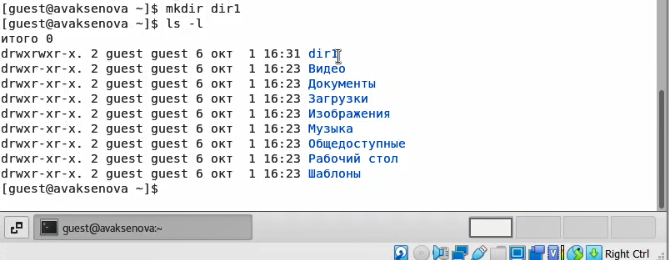 [guest@avaksenova ~]$ mkdir dir1
[guest@avaksenova ~]$ ls -l
итого 0
drwxrwxr-x. 2 guest guest 6 окт  1 16:31 dir1
drwxr-xr-x. 2 guest guest 6 окт  1 16:23 Видео
drwxr-xr-x. 2 guest guest 6 окт  1 16:23 Документы
drwxr-xr-x. 2 guest guest 6 окт  1 16:23 Загрузки
drwxr-xr-x. 2 guest guest 6 окт  1 16:23 Изображения
drwxr-xr-x. 2 guest guest 6 окт  1 16:23 Музыка
drwxr-xr-x. 2 guest guest 6 окт  1 16:23 Общедоступные
drwxr-xr-x. 2 guest guest 6 окт  1 16:23 Рабочий стол
drwxr-xr-x. 2 guest guest 6 окт  1 16:23 Шаблоны
[guest@avaksenova ~]$
guest@avaksenova:~
Right Ctrl